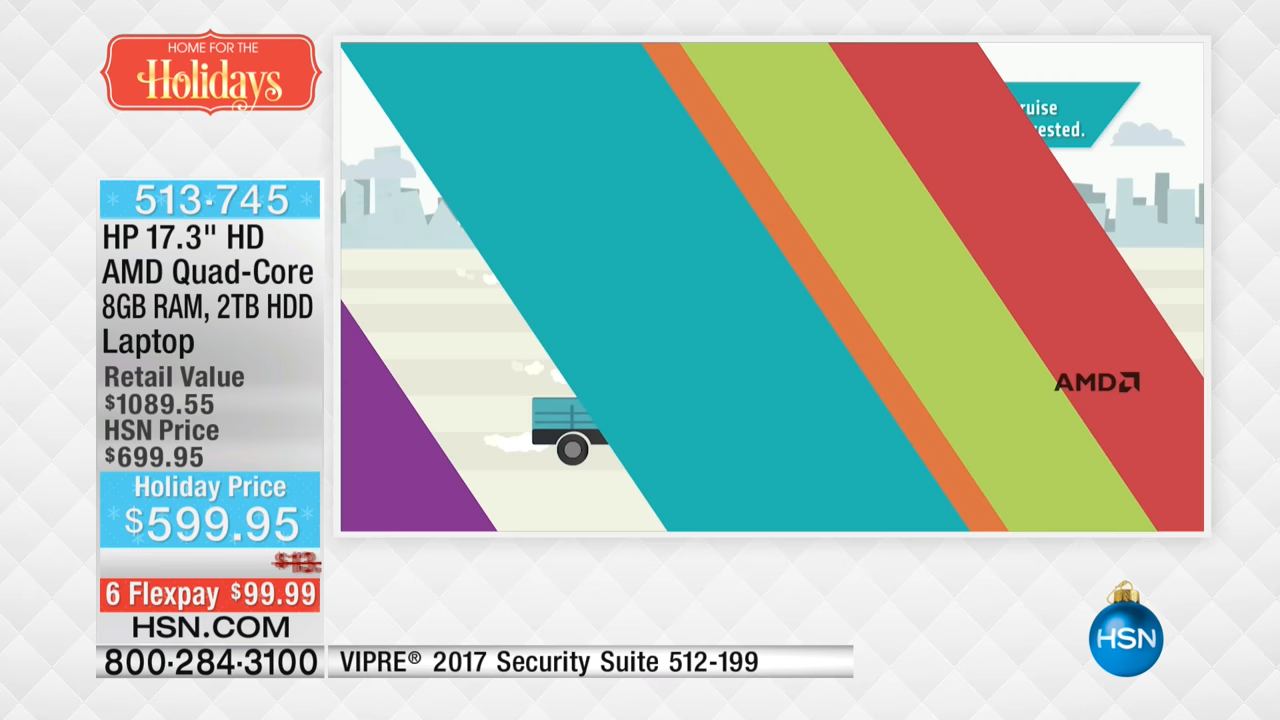 HOME FOR THE
Holidays
513·745
HP 17.3" HD
AMD Quad-Core
8GB RAM, 2TB HDD
Laptop
Retail Value
$1089.55
HSN Price
$699.95
Holiday Price
$599.95
6 Flexpay $99.99
HSN.COM
800·284·3100
AMD
VIPRE® 2017 Security Suite 512-199
HSN